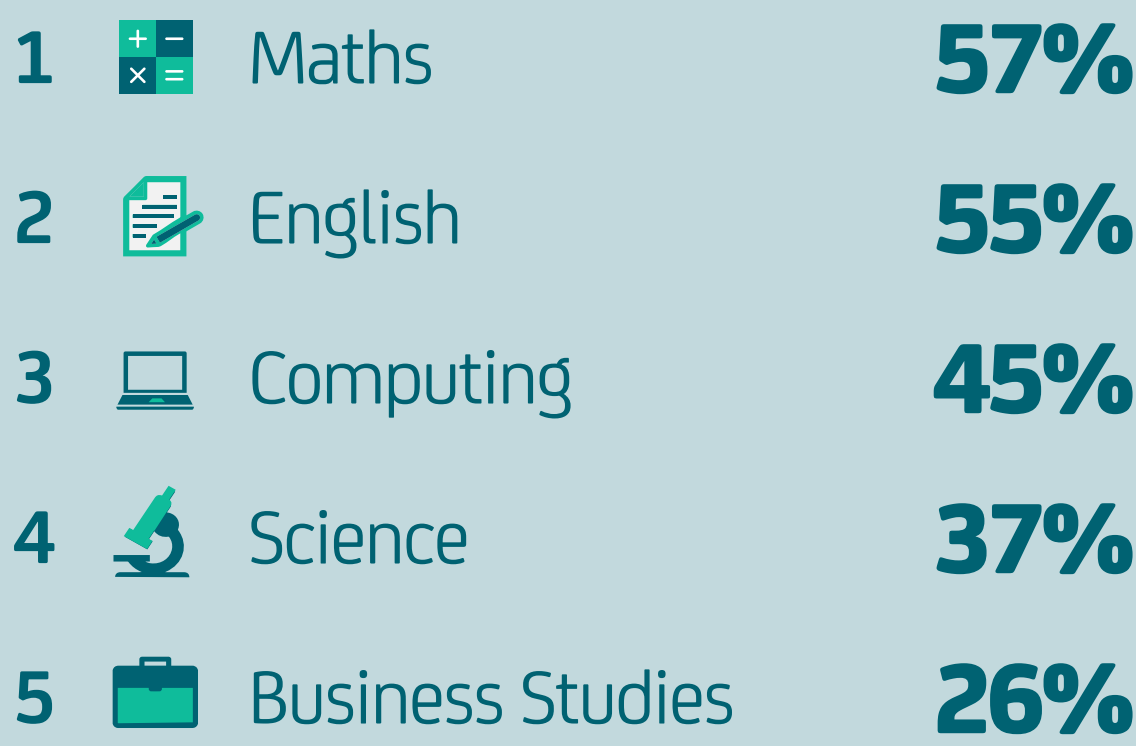 1 Maths 57%
2 English 55%
3 Computing 45%
4 Science 37%
5 Business Studies 26%